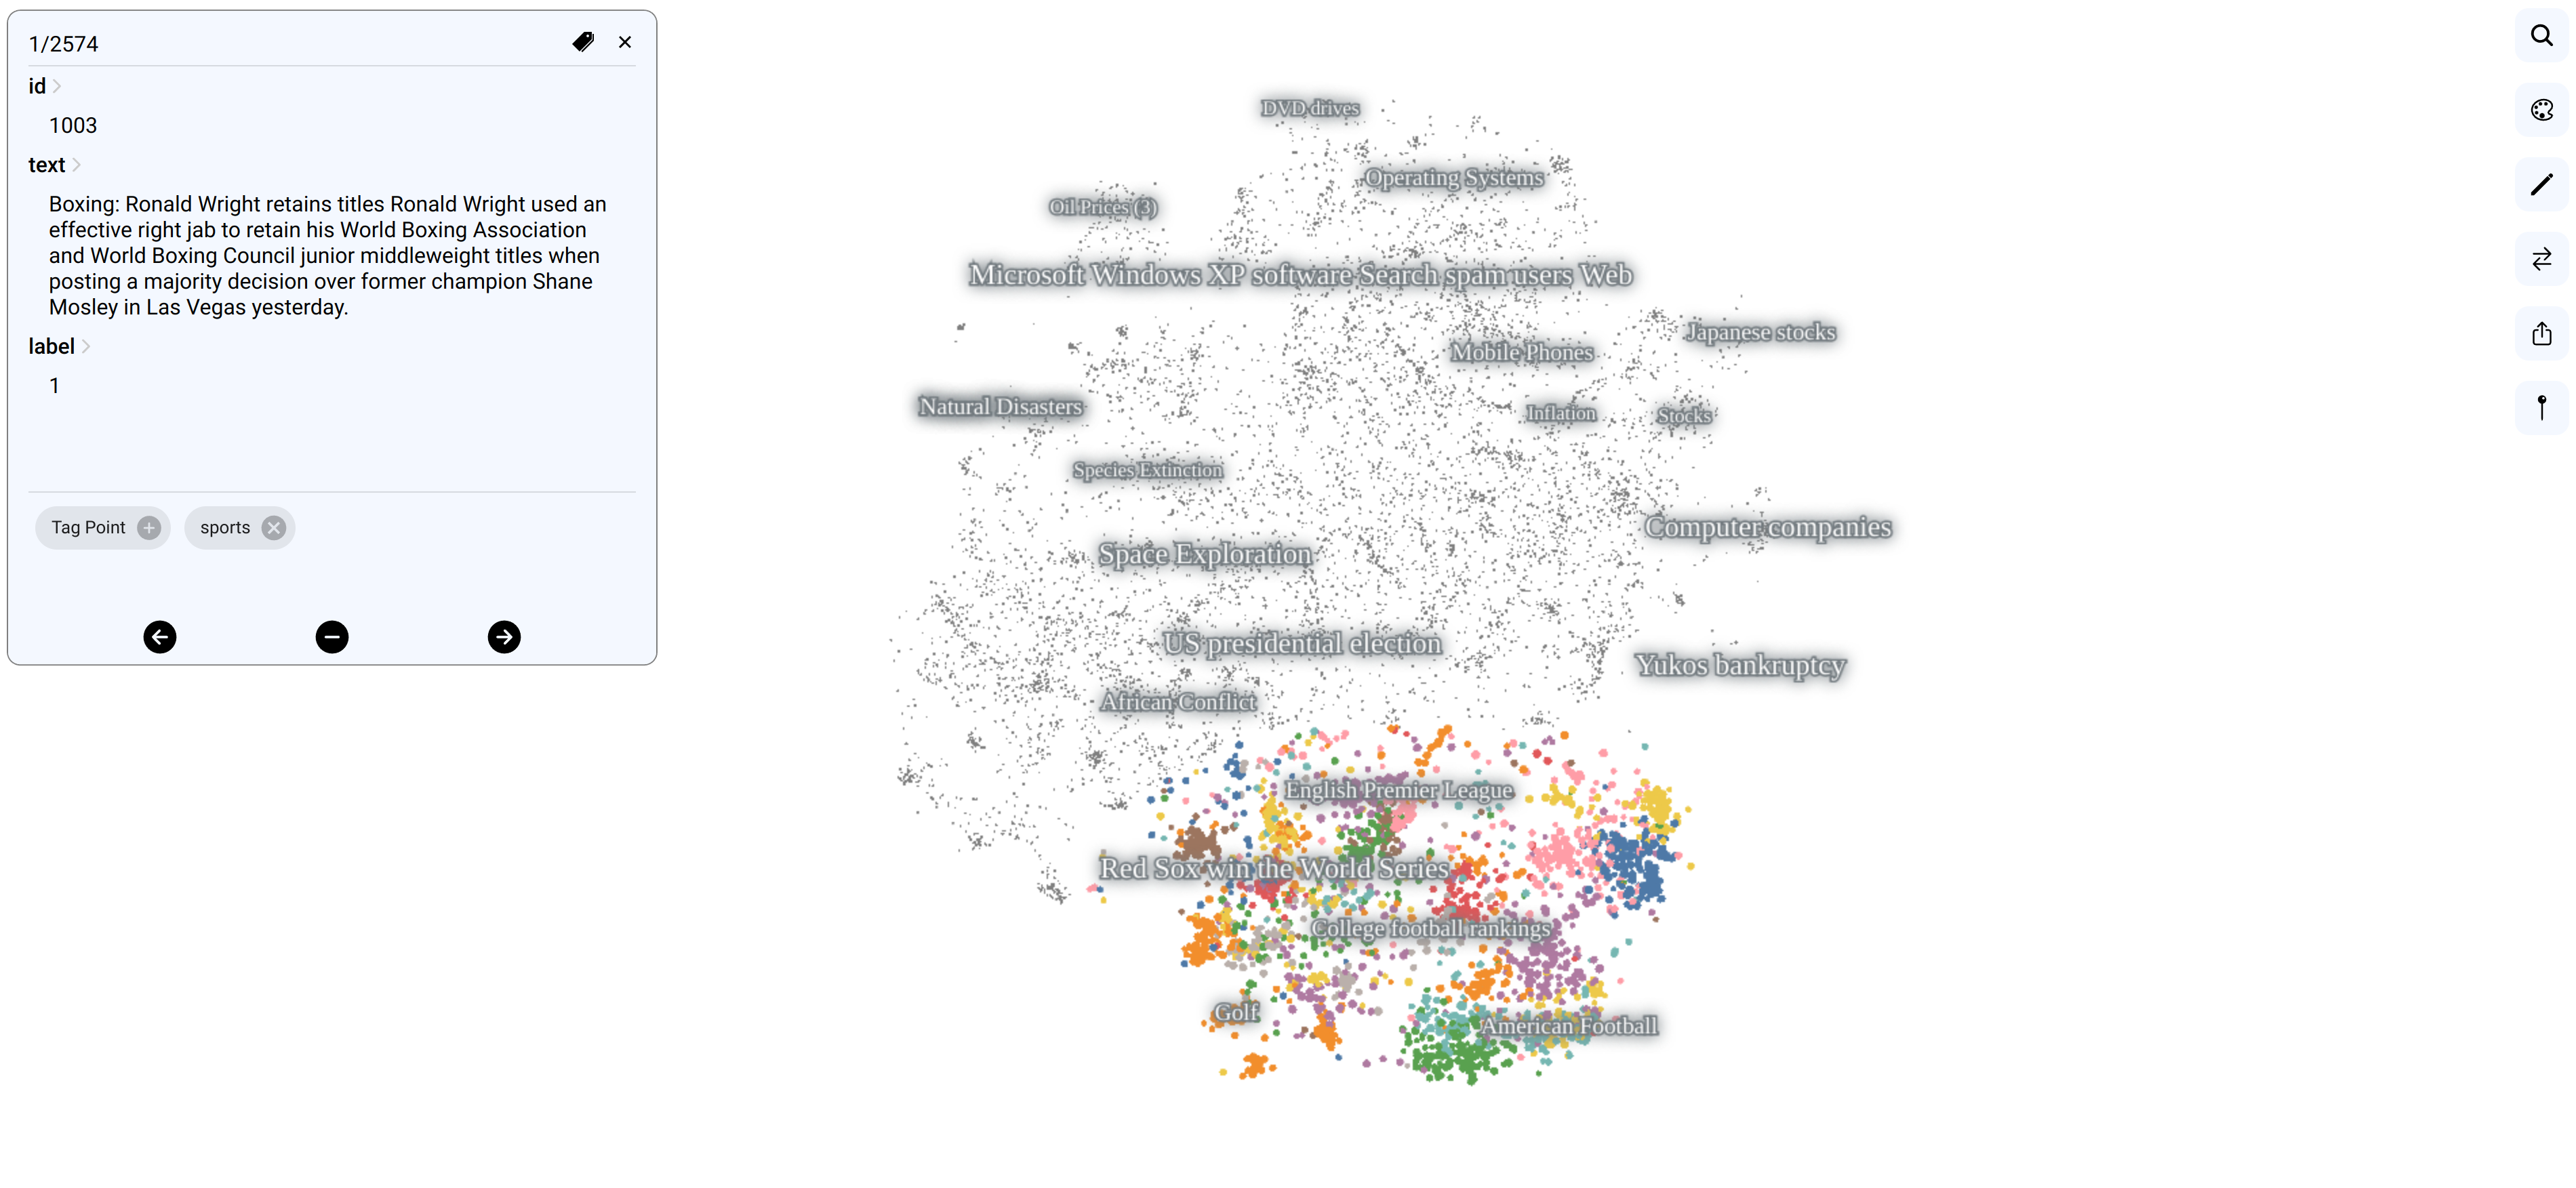 1/2574
id
1003
text
Boxing: Ronald Wright retains titles Ronald Wright used an
effective right jab to retain his World Boxing Association
and World Boxing Council junior middleweight titles when
posting a majority decision over former champion Shane
Mosley in Las Vegas yesterday.
label
1
Tag Point
sports
DVD drives
Operating Systems
Oil Prices (3)
Microsoft Windows XP software Search spam users Web
Japanese stocks
Mobile Phones
Natural Disasters
Inflation
Stocks
Species Extinction
Computer companies
Space Exploration
US presidential election
Yukos bankruptcy
African Conflict
English Premier League
Red Sox win the World Series
College football rankings
Golf
American Football